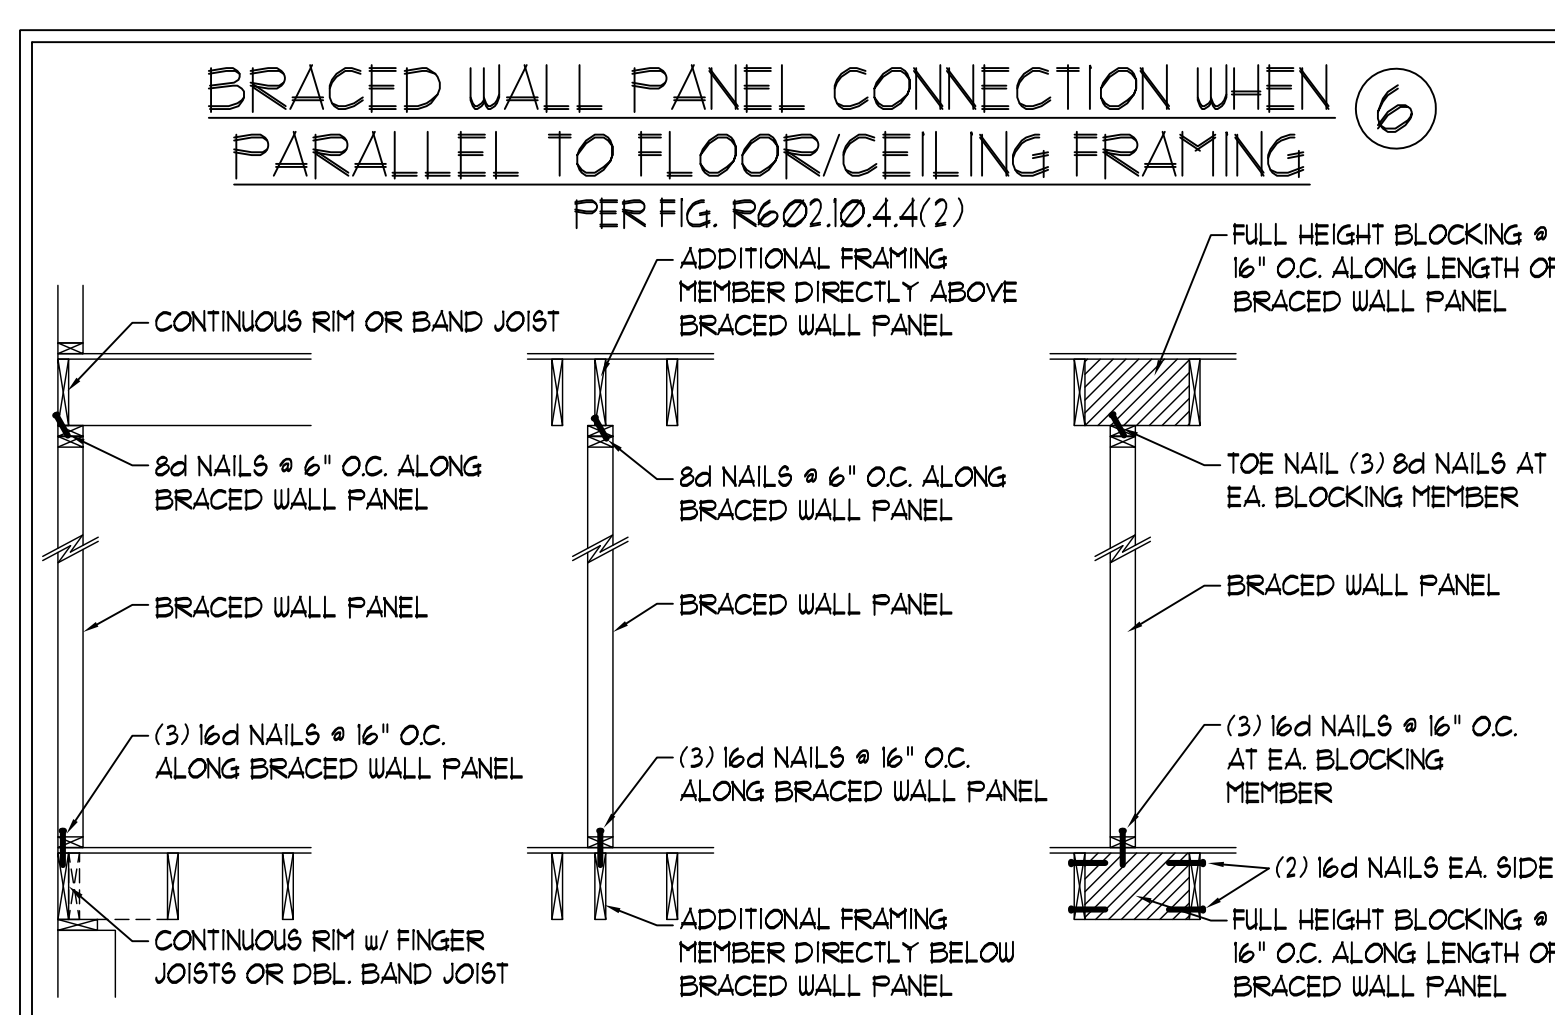 BRACED WALL PANEL CONNECTION WHEN
PARALLEL TO FLOOR/CEILING FRAMING
6
PER FIG. R602.10.4.4(2)
CONTINUOUS RIM OR BAND JOIST
8d NAILS @ 6" O.C. ALONG
BRACED WALL PANEL
BRACED WALL PANEL
(3) 16d NAILS @ 16" O.C.
ALONG BRACED WALL PANEL
CONTINUOUS RIM w/ FINGER
JOISTS OR DBL. BAND JOIST
ADDITIONAL FRAMING
MEMBER DIRECTLY ABOVE
BRACED WALL PANEL
8d NAILS @ 6" O.C. ALONG
BRACED WALL PANEL
BRACED WALL PANEL
(3) 16d NAILS @ 16" O.C.
ALONG BRACED WALL PANEL
ADDITIONAL FRAMING
MEMBER DIRECTLY BELOW
BRACED WALL PANEL
FULL HEIGHT BLOCKING @
16" O.C. ALONG LENGTH OF
BRACED WALL PANEL
TOE NAIL (3) 8d NAILS AT
EA. BLOCKING MEMBER
BRACED WALL PANEL
(3) 16d NAILS @ 16" O.C.
AT EA. BLOCKING
MEMBER
(2) 16d NAILS EA. SIDE
FULL HEIGHT BLOCKING @
16" O.C. ALONG LENGTH OF
BRACED WALL PANEL